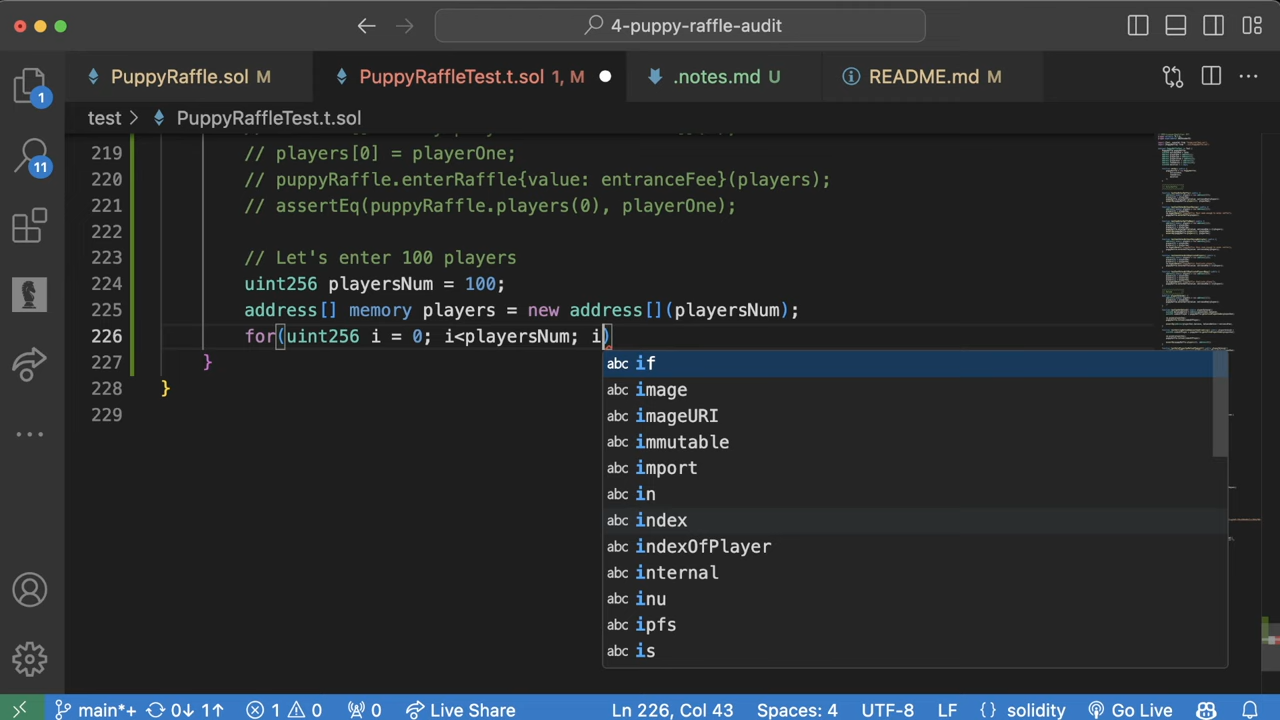 4-puppy-raffle-audit
PuppyRaffle.sol M
PuppyRaffleTest.t.sol 1, M
.notes.md U
README.md M
test > PuppyRaffleTest.t.sol
1
11
219 // players[0] = playerOne;
220 // puppyRaffle.enterRaffle{value: entranceFee}(players);
221 // assertEq(puppyRaffle.players(0), playerOne);
222
223 // Let's enter 100 players
224 uint256 playersNum = 100;
225 address[] memory players = new address[](playersNum);
226 for(uint256 i = 0; i<playersNum; i)
227 }
228 }
229
abc if
abc image
abc imageURI
abc immutable
abc import
abc in
abc index
abc indexOfPlayer
abc internal
abc inu
abc ipfs
abc is
main*+ 0↓ 1↑ 1 0 0 Live Share Ln 226, Col 43 Spaces: 4 UTF-8 LF {} solidity Go Live